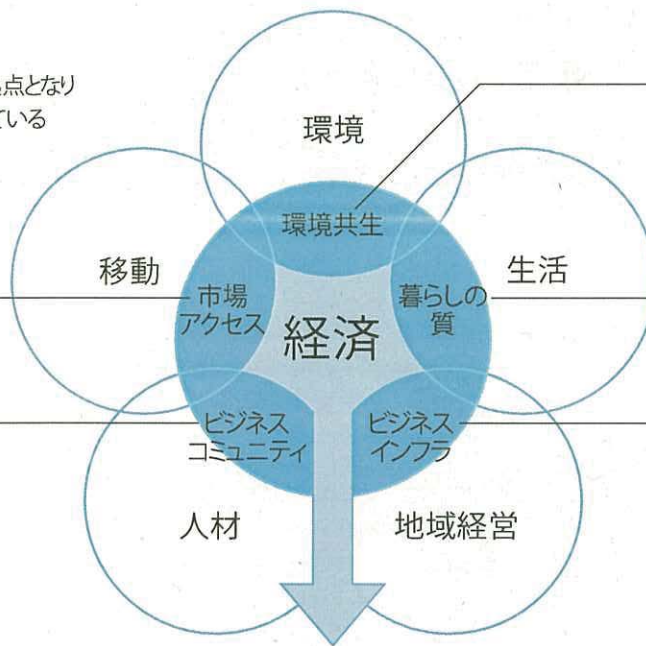 点となり
ている
環境
環境共生
移動
生活
市場
アクセス
暮らしの
質
経済
ビジネス
コミュニティ
ビジネス
インフラ
人材
地域経営